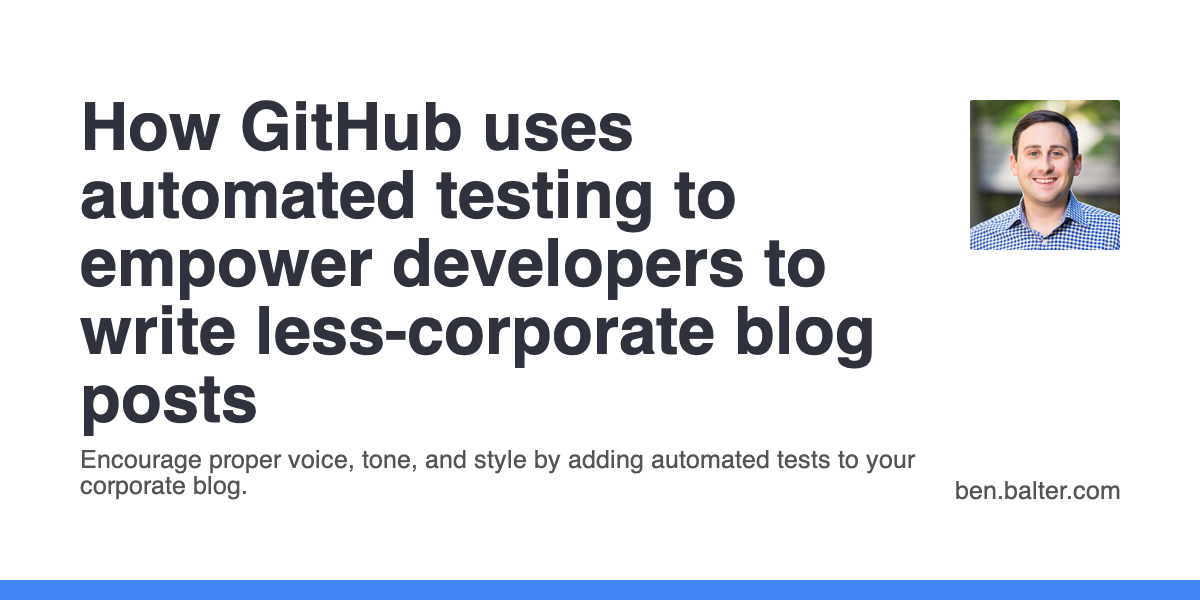 How GitHub uses
automated testing to
empower developers to
write less-corporate blog
posts
Encourage proper voice, tone, and style by adding automated tests to your
corporate blog.
ben.balter.com